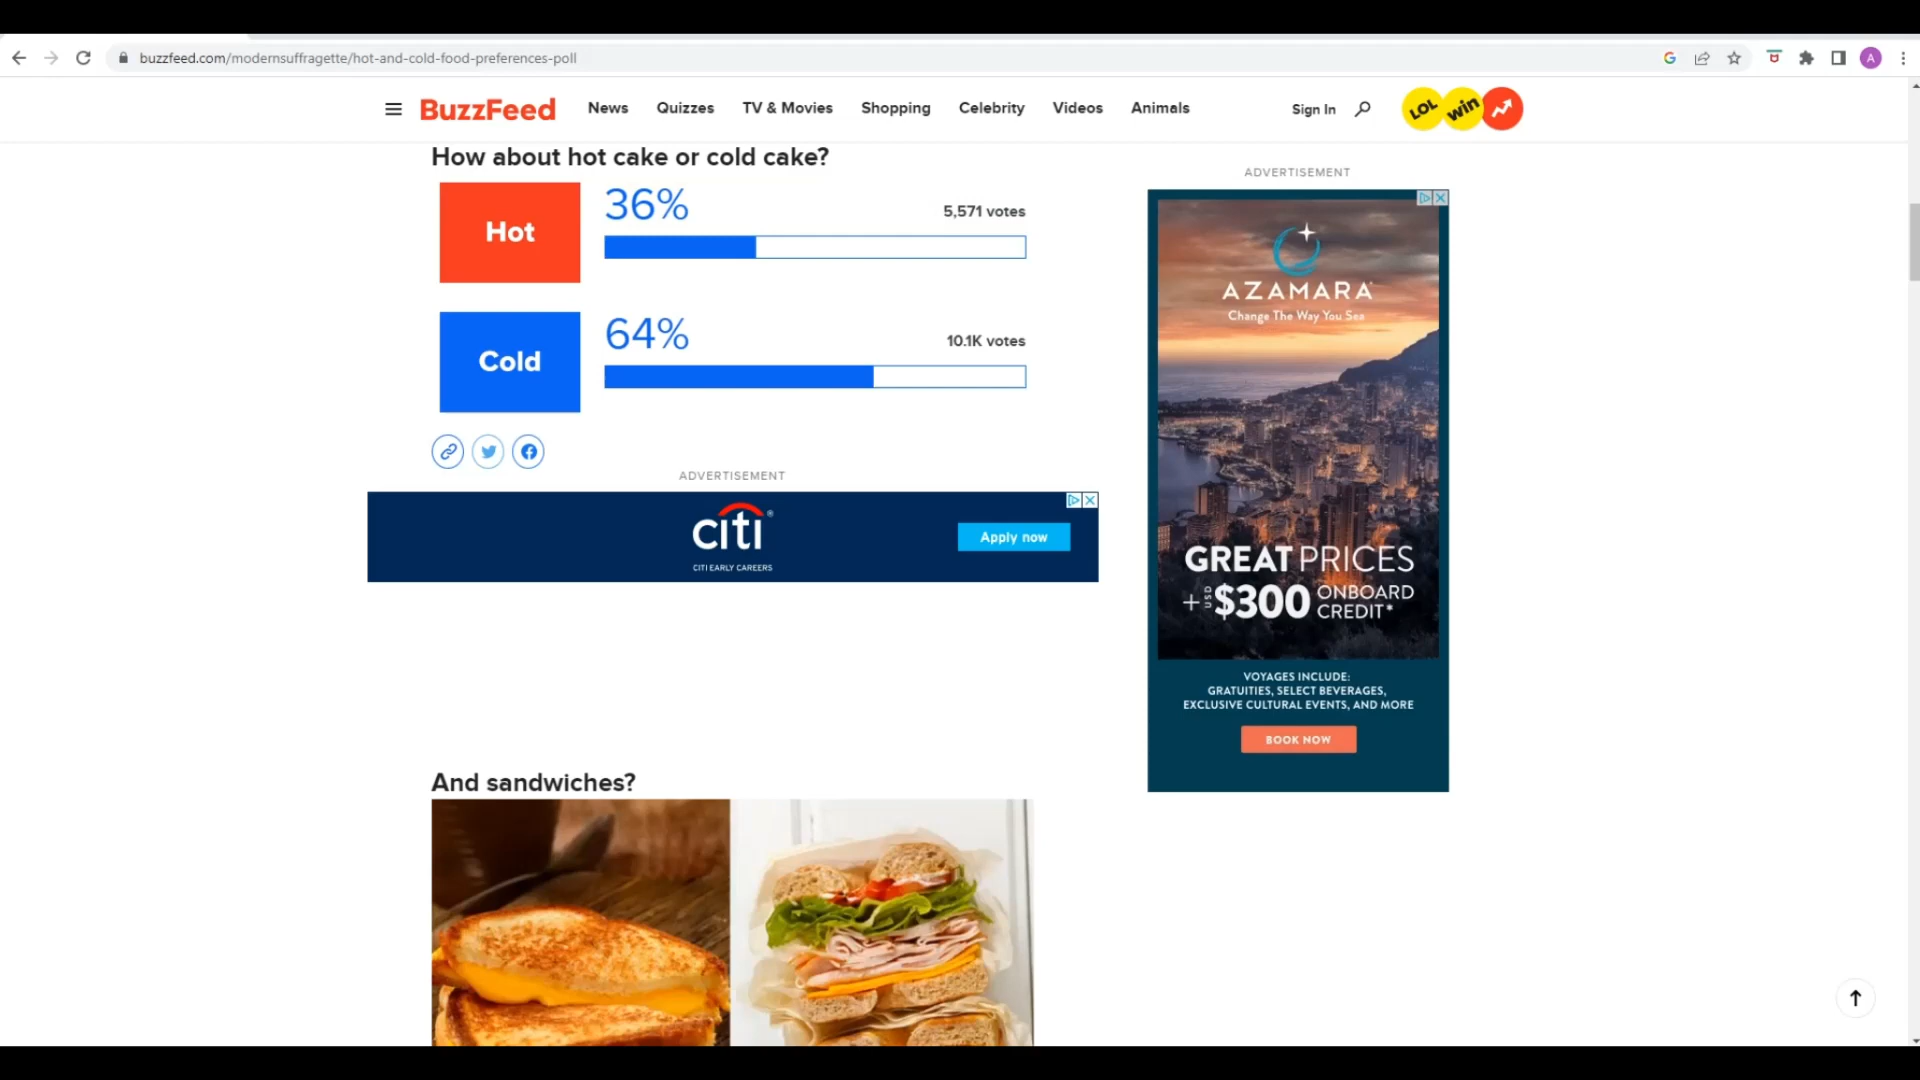 buzzfeed.com/modernsuffragette/hot-and-cold-food-preferences-poll
A
BuzzFeed
News
Quizzes
TV & Movies
Shopping
Celebrity
Videos
Animals
Sign In
LOL
win
How about hot cake or cold cake?
Hot
36%
5,571 votes
Cold
64%
10.1K votes
ADVERTISEMENT
citi®
CITI EARLY CAREERS
Apply now
And sandwiches?
ADVERTISEMENT
AZAMARA®
Change The Way You Sea
GREAT PRICES
+ USD $300 ONBOARD
CREDIT*
VOYAGES INCLUDE:
GRATUITIES, SELECT BEVERAGES,
EXCLUSIVE CULTURAL EVENTS, AND MORE
BOOK NOW